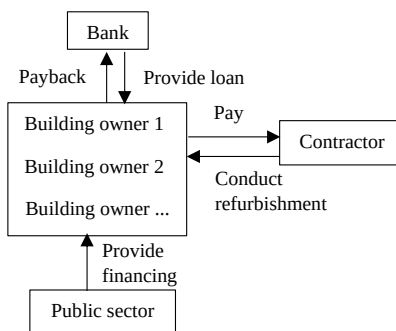 Bank
Payback
Provide loan
Building owner 1
Building owner 2
Building owner ...
Pay
Contractor
Conduct
refurbishment
Provide
financing
Public sector